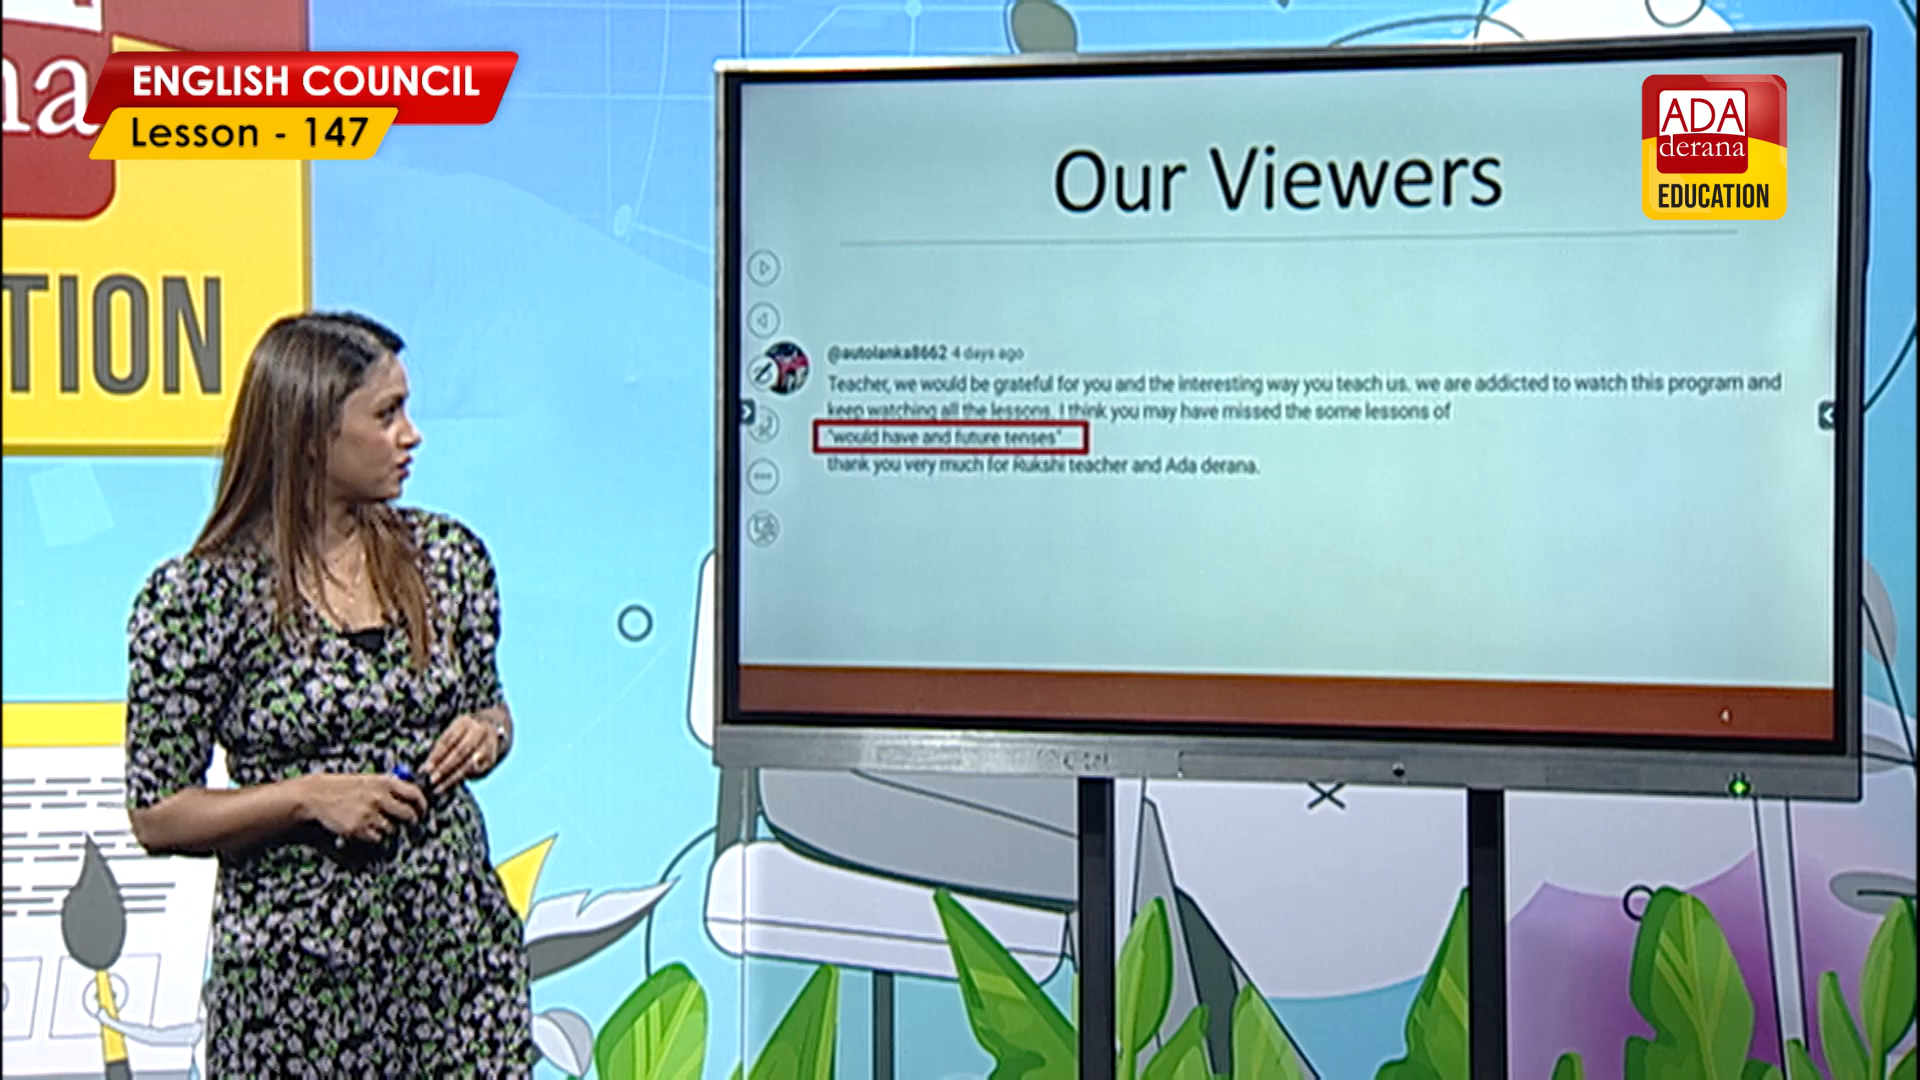 na
TION
ENGLISH COUNCIL
Lesson - 147
ADA
derana
EDUCATION
Our Viewers
@autolanka8662 4 days ago
Teacher, we would be grateful for you and the interesting way you teach us. we are addicted to watch this program and
keep watching all the lessons. I think you may have missed the some lessons of
"would have and future tenses"
thank you very much for Rukshi teacher and Ada derana.
4